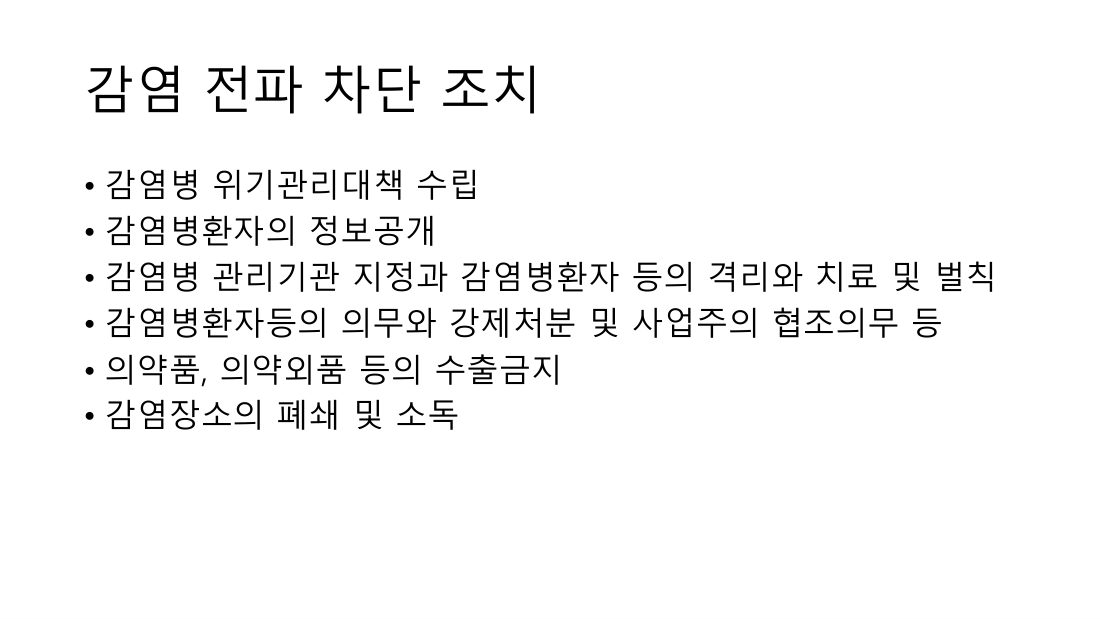 감염 전파 차단 조치
• 감염병 위기관리대책 수립
• 감염병환자의 정보공개
• 감염병 관리기관 지정과 감염병환자 등의 격리와 치료 및 벌칙
• 감염병환자등의 의무와 강제처분 및 사업주의 협조의무 등
• 의약품, 의약외품 등의 수출금지
• 감염장소의 폐쇄 및 소독